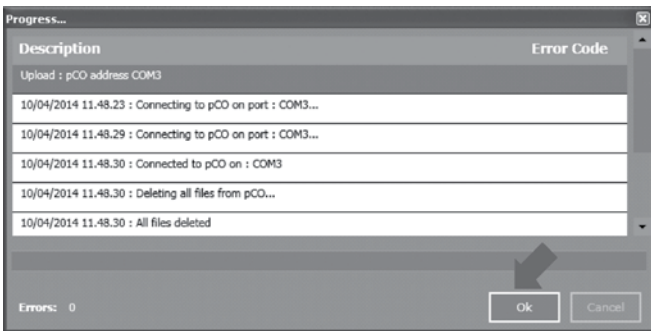 Progress...
Description Error Code
Upload : pCO address COM3
10/04/2014 11.48.23 : Connecting to pCO on port : COM3...
10/04/2014 11.48.29 : Connecting to pCO on port : COM3...
10/04/2014 11.48.30 : Connected to pCO on : COM3
10/04/2014 11.48.30 : Deleting all files from pCO...
10/04/2014 11.48.30 : All files deleted
Errors: 0
Ok Cancel